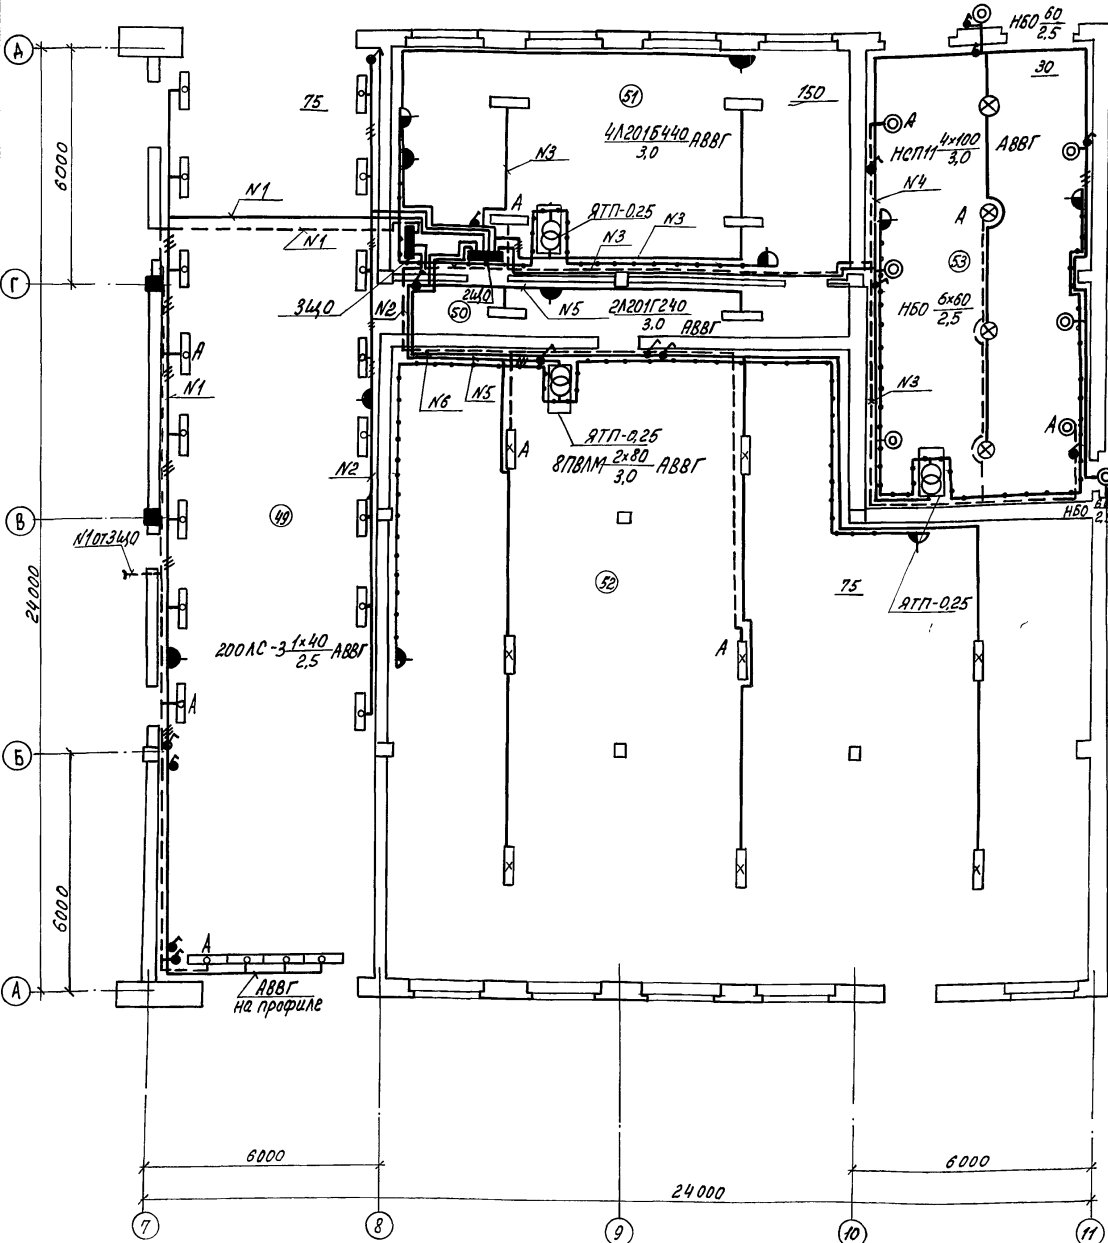 Д
НБО 60/2,5
6000
75
51
150
30
4Л201Б440 3,0 АВВГ
А
НСП11 4х100/3,0 АВВГ
N3
N4
N1
А
ЯТП-0,25
N3
А
N1
N3
53
Г
3ЩО
2ЩО
50
N2
N5
2Л201Г240 3,0 АВВГ
НБО 6х60/2,5
А
N1
N6
N5
N3
А
ЯТП-0,25
А
N2
8ПВЛМ 2х80/3,0 АВВГ
В
49
НБО
N1 от 3ЩО
52
75
24000
ЯТП-0,25
200ЛС-3 1х40/2,5 АВВГ
А
А
Б
6000
А
А
АВВГ
на профиле
6000
6000
24000
7
8
9
10
11